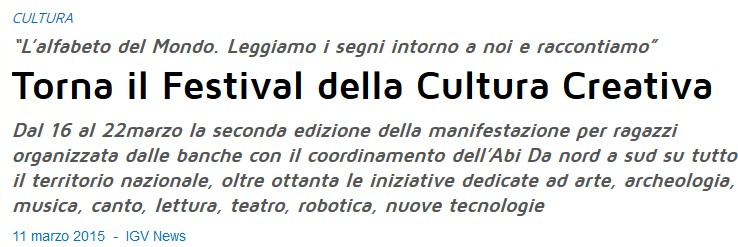 CULTURA
"L'alfabeto del Mondo. Leggiamo i segni intorno a noi e raccontiamo"
Torna il Festival della Cultura Creativa
Dal 16 al 22marzo la seconda edizione della manifestazione per ragazzi
organizzata dalle banche con il coordinamento dell'Abi Da nord a sud su tutto
il territorio nazionale, oltre ottanta le iniziative dedicate ad arte, archeologia,
musica, canto, lettura, teatro, robotica, nuove tecnologie
11 marzo 2015 - IGV News